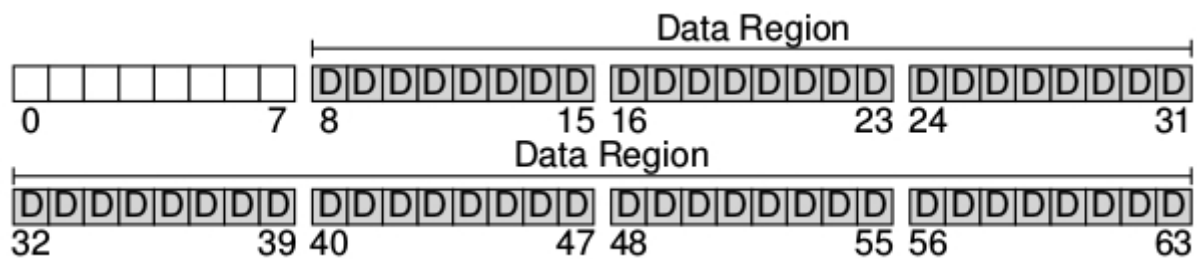 Data Region
D D D D D D D D D D D D D D D D D D D D D D D D
0 7 8 15 16 23 24 31
Data Region
D D D D D D D D D D D D D D D D D D D D D D D D D D D D D D D D
32 39 40 47 48 55 56 63